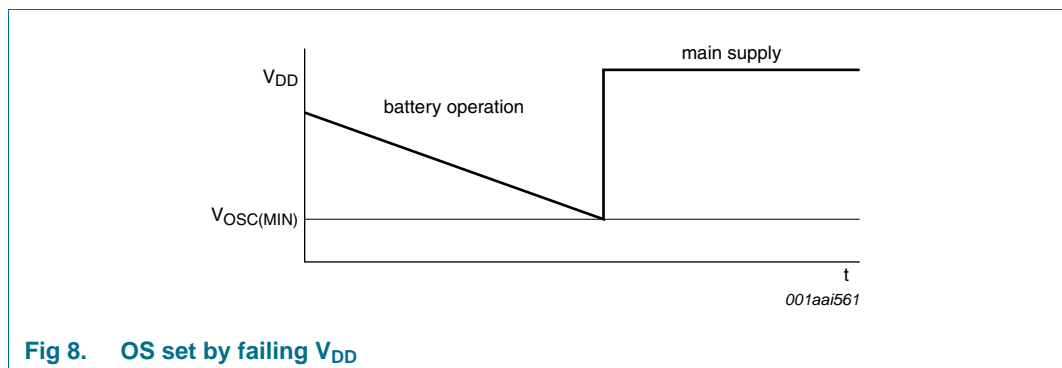 main supply
VDD
battery operation
VOSC(MIN)
t
001aai561
Fig 8. OS set by failing VDD